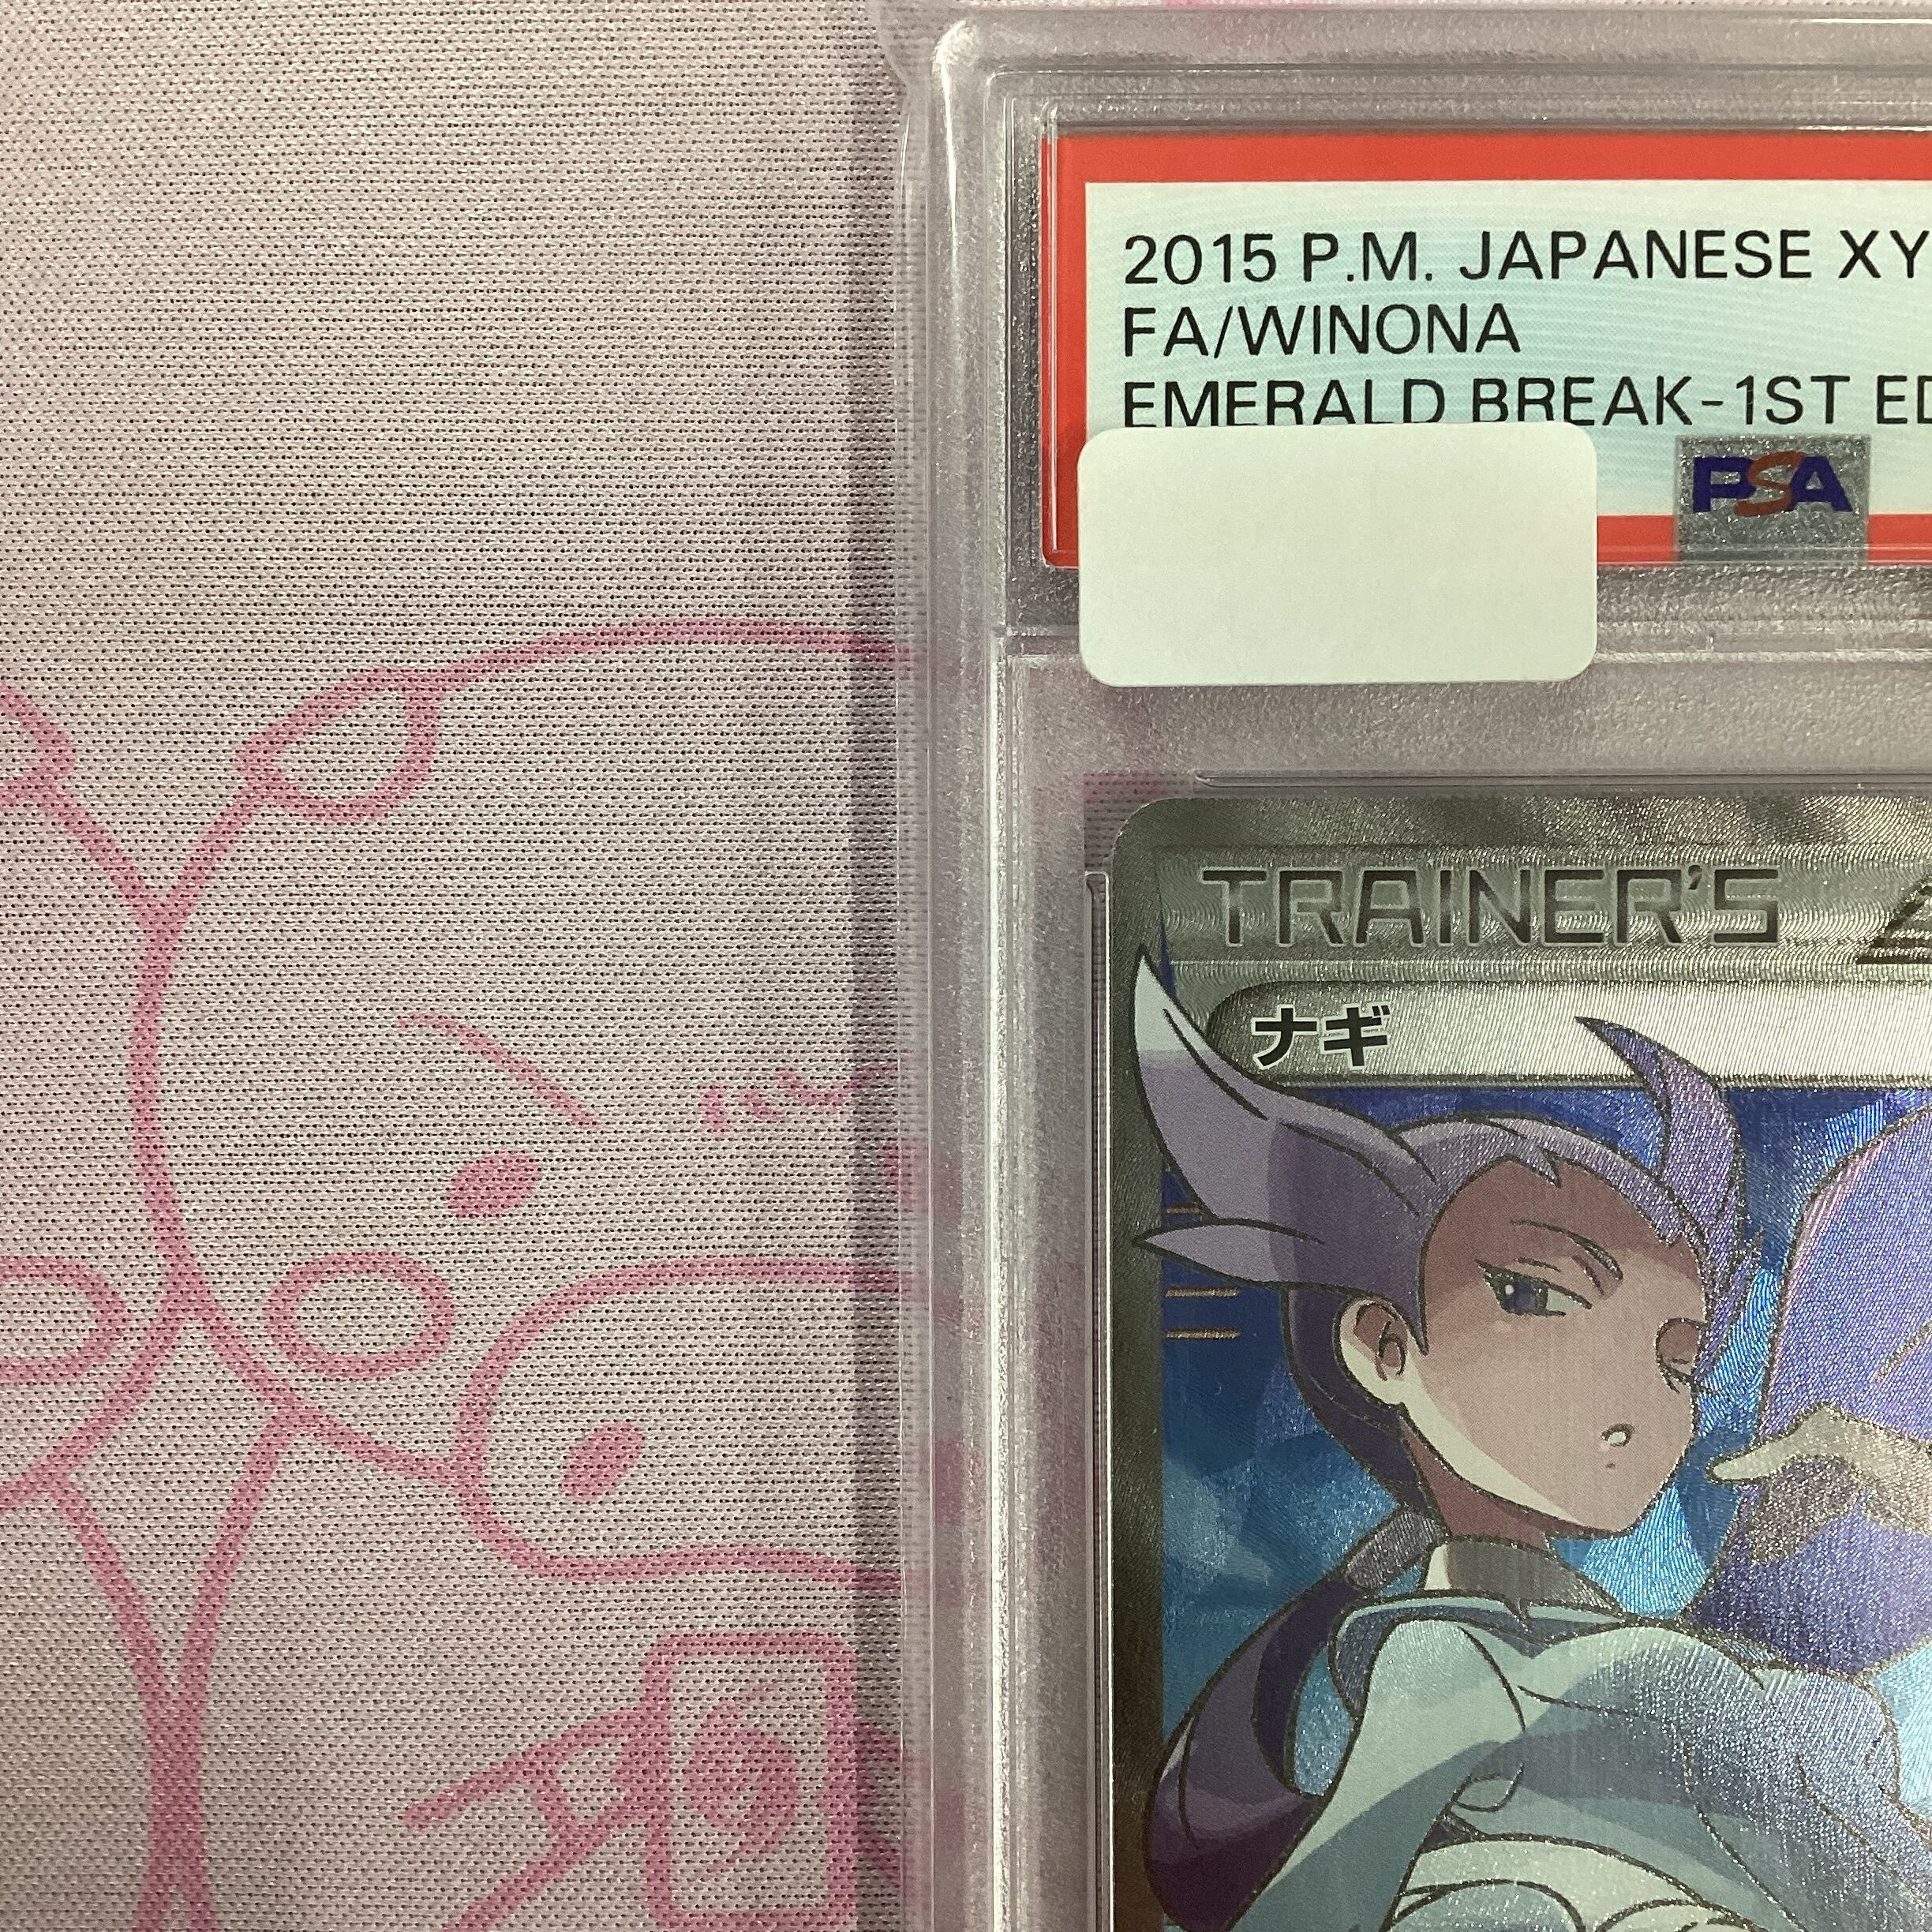 2015 P.M. JAPANESE XY
FA/WINONA
EMERALD BREAK-1ST ED
PSA
TRAINER'S
ナギ